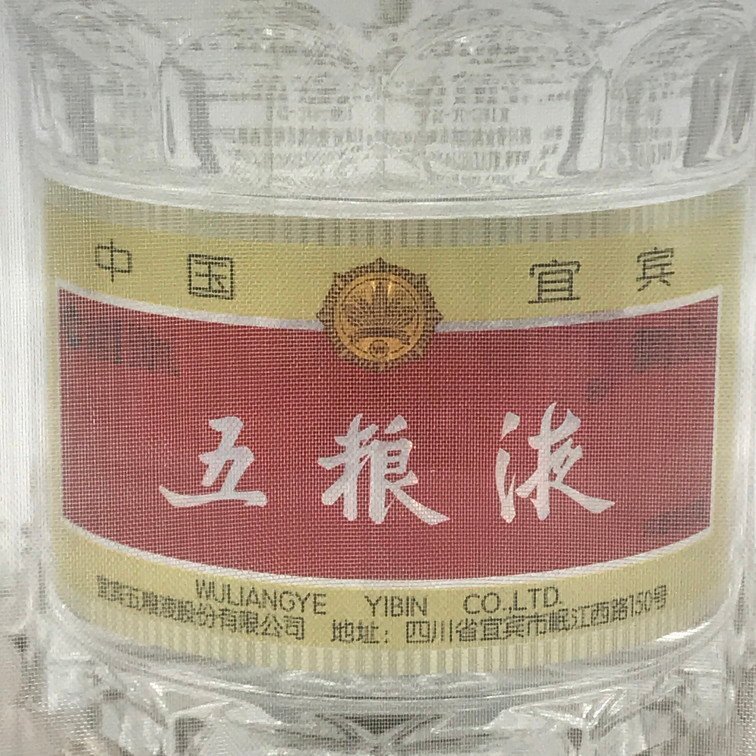 中国 宜宾
五粮液
WULIANGYE YIBIN CO.,LTD.
宜宾五粮液股份有限公司 地址：四川省宜宾市岷江西路150号